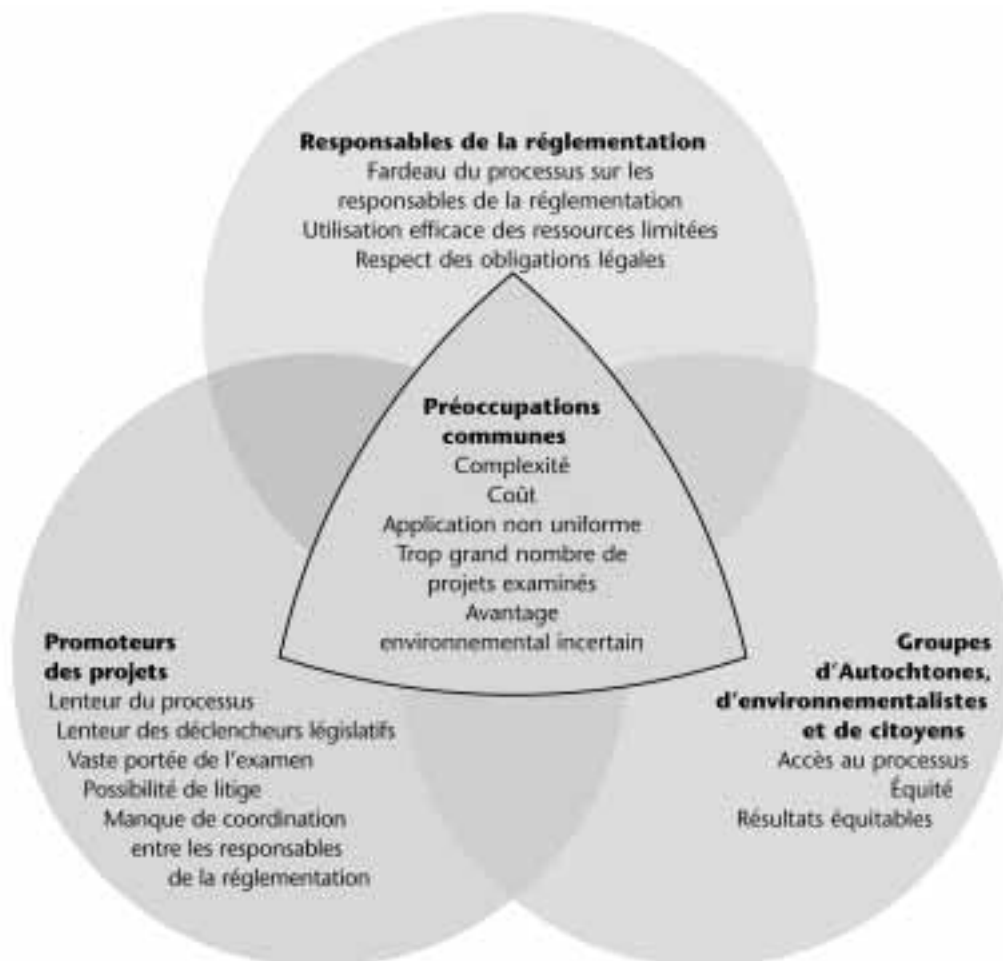 Responsables de la réglementation
Fardeau du processus sur les
responsables de la réglementation
Utilisation efficace des ressources limitées
Respect des obligations légales
Préoccupations
communes
Complexité
Coût
Application non uniforme
Trop grand nombre de
projets examinés
Avantage
environnemental incertain
Promoteurs
des projets
Lenteur du processus
Lenteur des déclencheurs législatifs
Vaste portée de l'examen
Possibilité de litige
Manque de coordination
entre les responsables
de la réglementation
Groupes
d'Autochtones,
d'environnementalistes
et de citoyens
Accès au processus
Équité
Résultats équitables